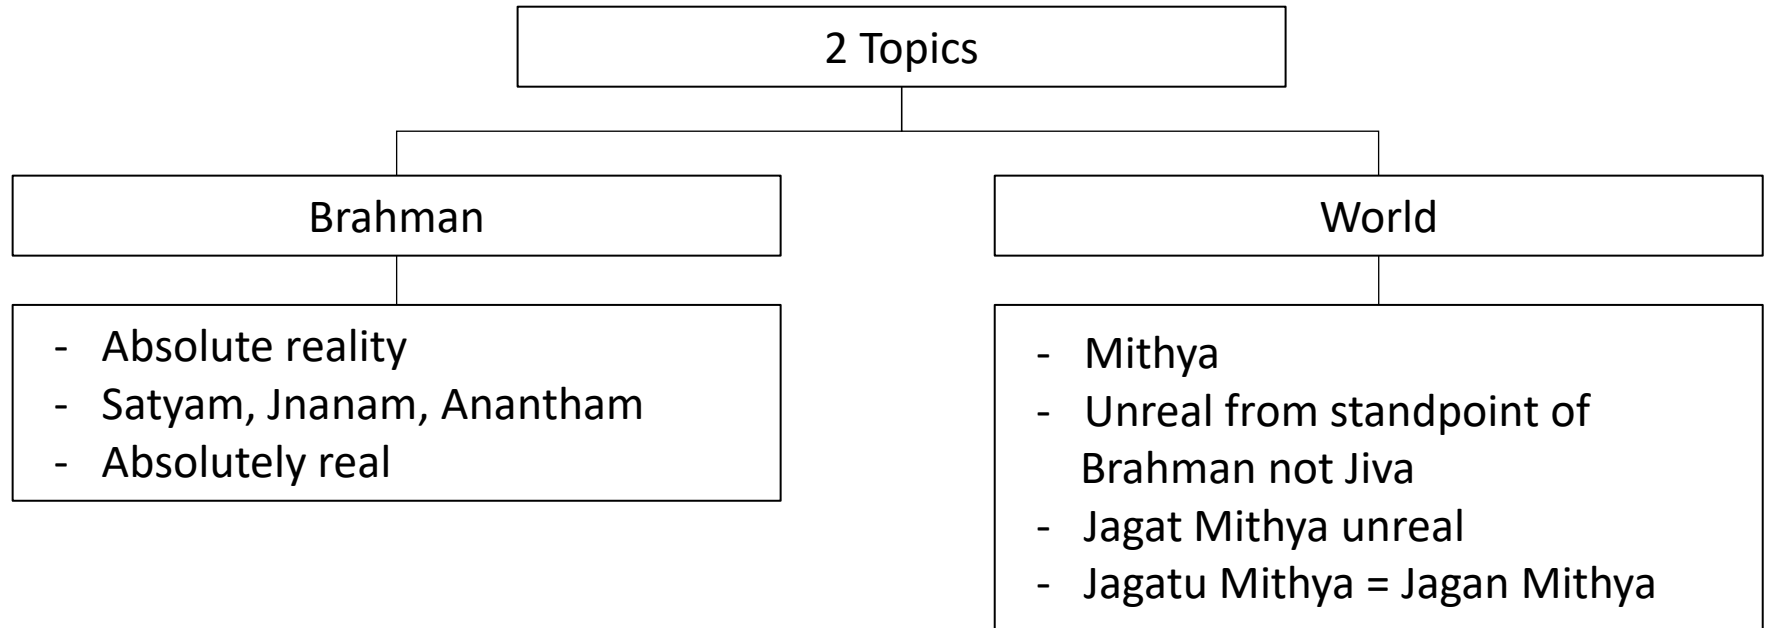 2 Topics
Brahman
- Absolute reality
- Satyam, Jnanam, Anantham
- Absolutely real
World
- Mithya
- Unreal from standpoint of
Brahman not Jiva
- Jagat Mithya unreal
- Jagatu Mithya = Jagan Mithya